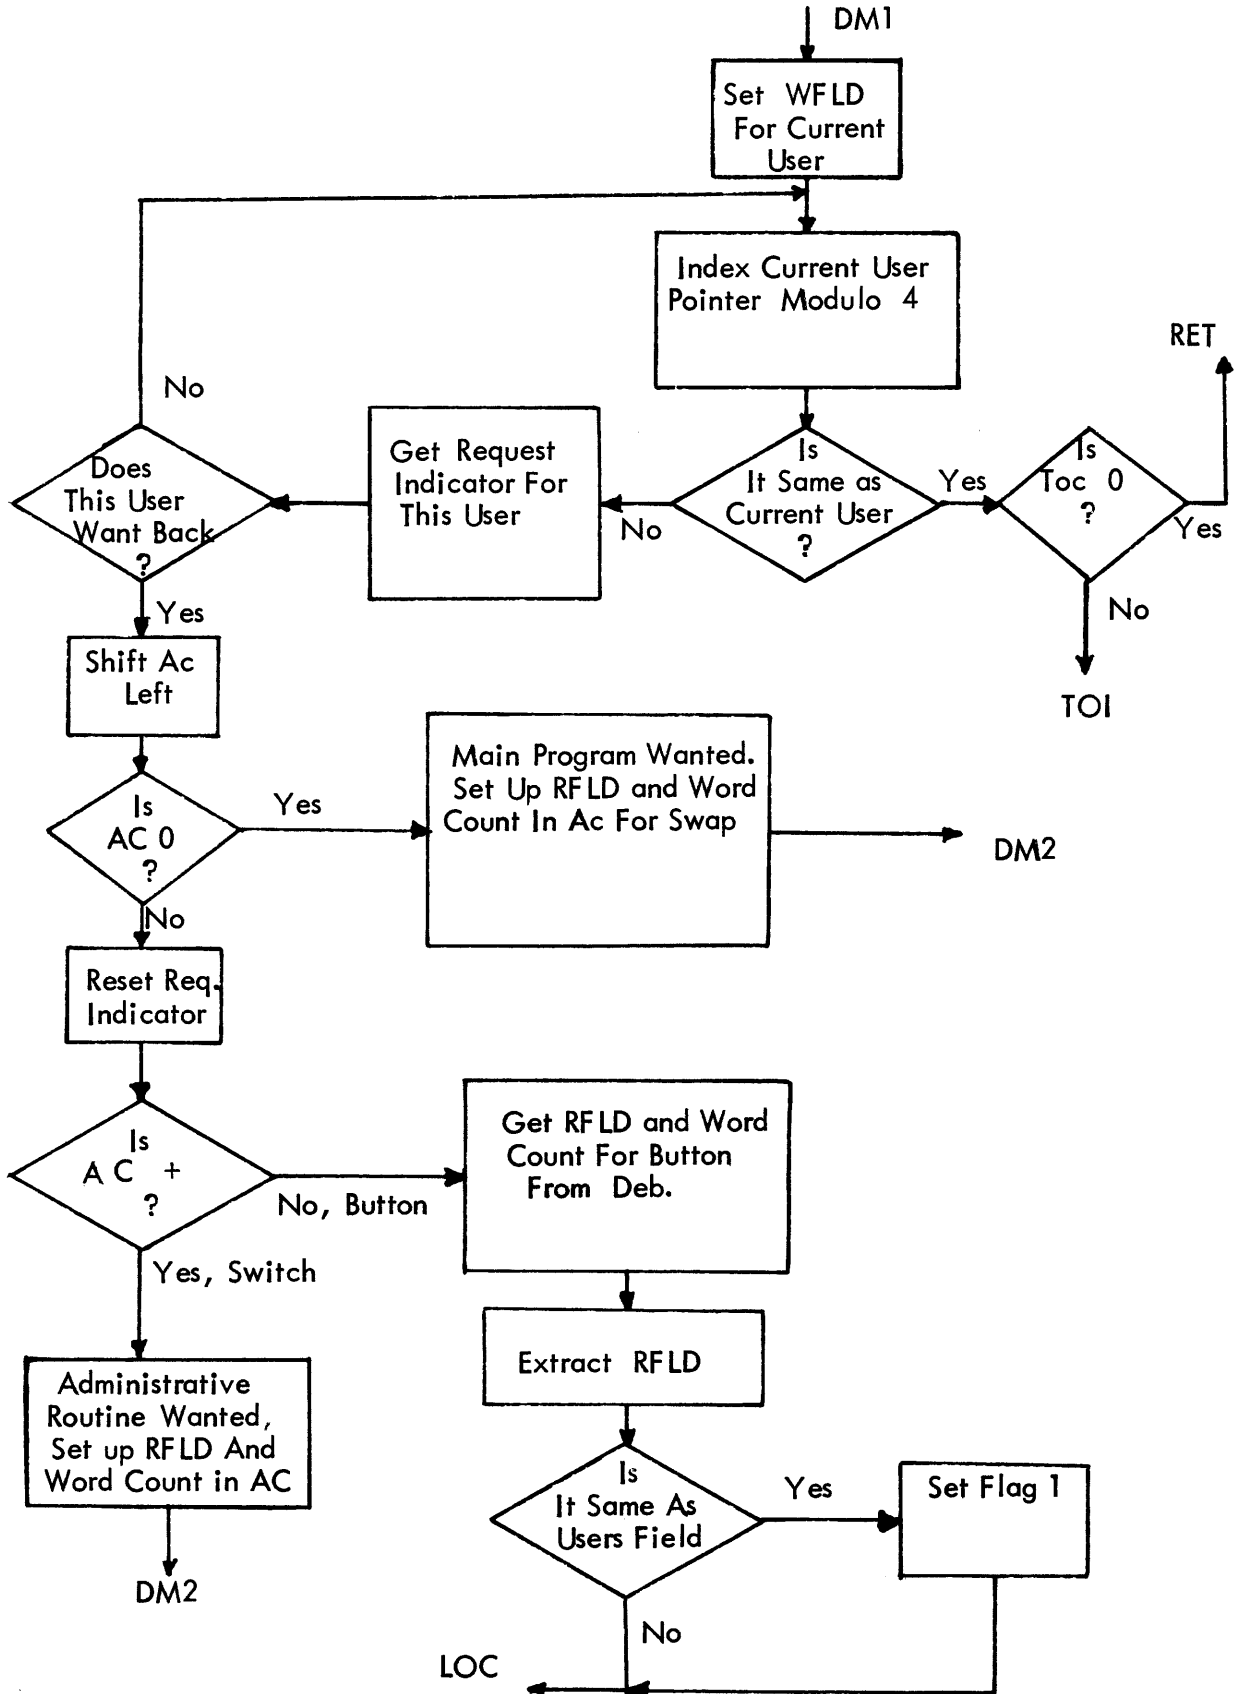 DM1
Set WFLD
For Current
User
Index Current User
Pointer Modulo 4
RET
No
Does
This User
Want Back
?
Get Request
Indicator For
This User
No
Is
It Same as
Current User
?
Yes
Is
Toc 0
?
Yes
No
TOI
Yes
Shift Ac
Left
Is
AC 0
?
Yes
Main Program Wanted.
Set Up RFLD and Word
Count In Ac For Swap
DM2
No
Reset Req.
Indicator
Is
AC +
?
No, Button
Get RFLD and Word
Count For Button
From Deb.
Yes, Switch
Extract RFLD
Administrative
Routine Wanted,
Set up RFLD And
Word Count in AC
DM2
Is
It Same As
Users Field
Yes
Set Flag 1
No
LOC